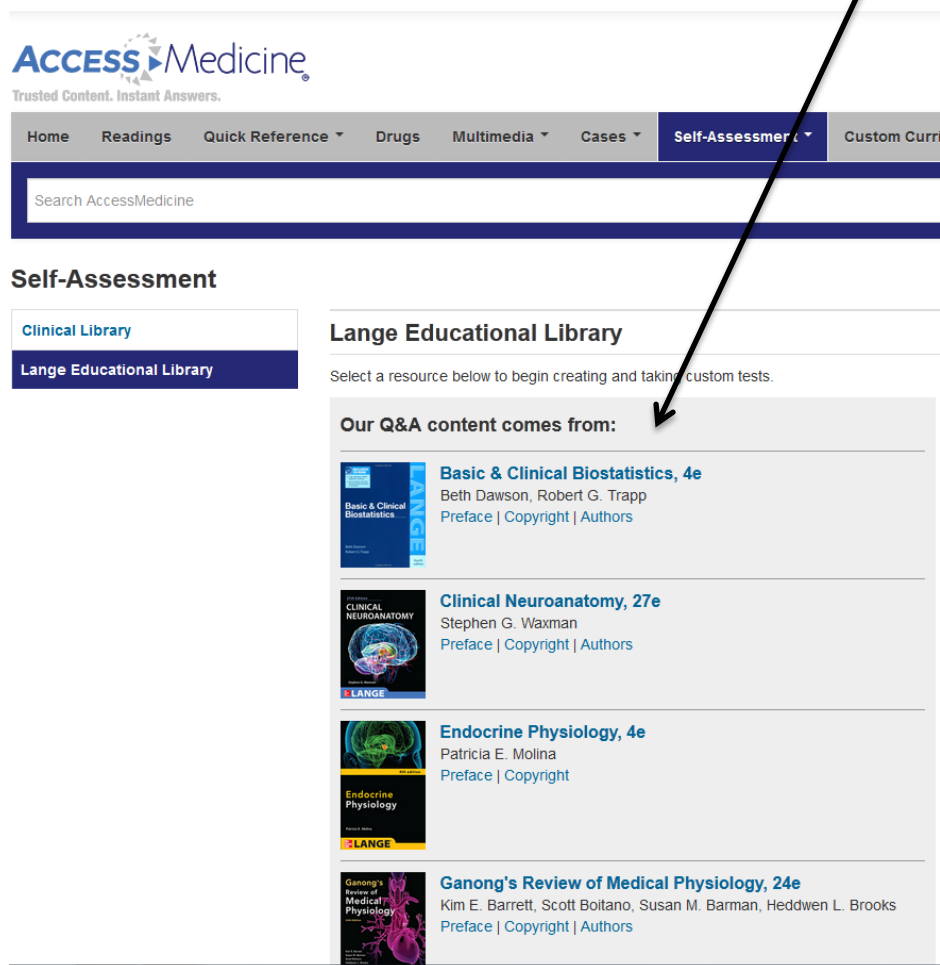 ACCESS Medicine®
Trusted Content. Instant Answers.
Home Readings Quick Reference Drugs Multimedia Cases Self-Assessment Custom Curri
Search AccessMedicine
Self-Assessment
Clinical Library
Lange Educational Library
Lange Educational Library
Select a resource below to begin creating and taking custom tests.
Our Q&A content comes from:
LANGE
Basic & Clinical
Biostatistics
Basic & Clinical Biostatistics, 4e
Beth Dawson, Robert G. Trapp
Preface | Copyright | Authors
CLINICAL
NEUROANATOMY
LANGE
Clinical Neuroanatomy, 27e
Stephen G. Waxman
Preface | Copyright | Authors
Endocrine
Physiology
LANGE
Endocrine Physiology, 4e
Patricia E. Molina
Preface | Copyright
Ganong's
Review of
Medical
Physiology
Ganong's Review of Medical Physiology, 24e
Kim E. Barrett, Scott Boitano, Susan M. Barman, Heddwen L. Brooks
Preface | Copyright | Authors